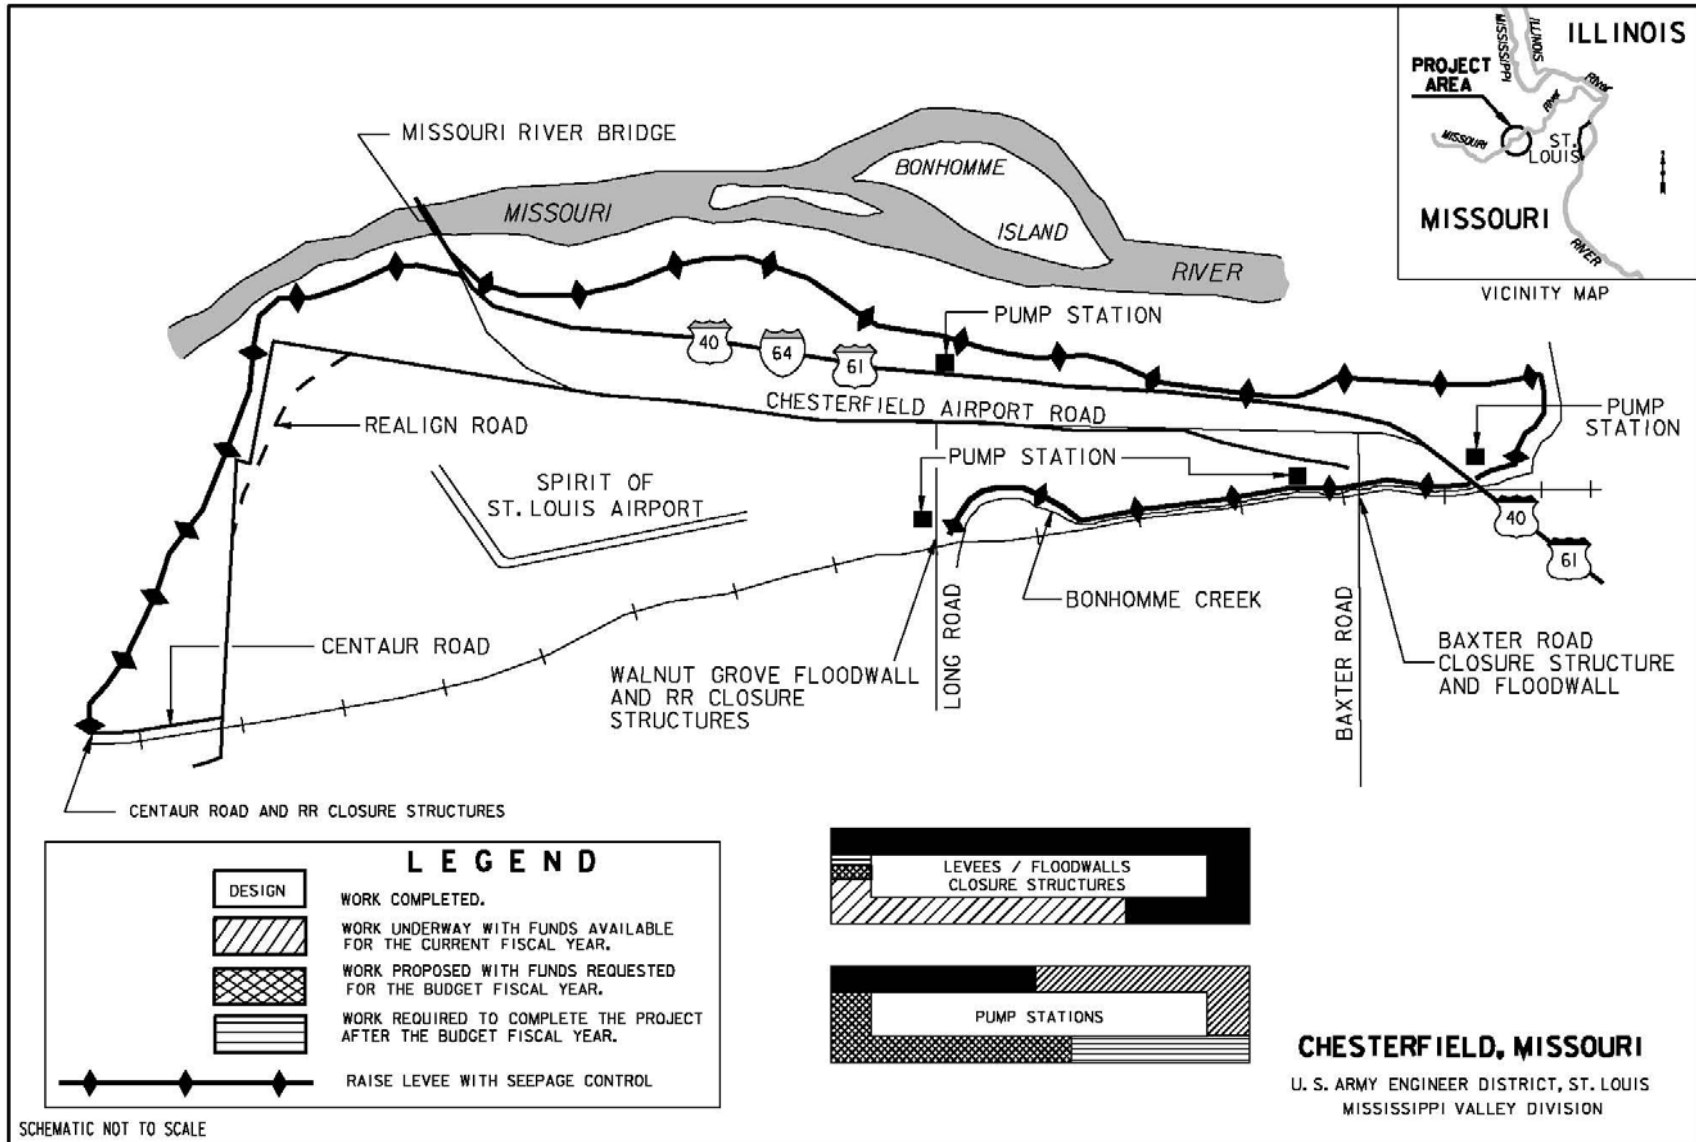 ILLINOIS
MISSISSIPPI
ILLINOIS
River
River
PROJECT
AREA
MISSOURI
ST.
LOUIS
MISSOURI
RIVER
VICINITY MAP
MISSOURI RIVER BRIDGE
BONHOMME
ISLAND
MISSOURI
RIVER
PUMP STATION
40
64
61
CHESTERFIELD AIRPORT ROAD
PUMP
STATION
REALIGN ROAD
PUMP STATION
SPIRIT OF
ST. LOUIS AIRPORT
40
61
BONHOMME CREEK
LONG ROAD
BAXTER ROAD
CENTAUR ROAD
WALNUT GROVE FLOODWALL
AND RR CLOSURE
STRUCTURES
BAXTER ROAD
CLOSURE STRUCTURE
AND FLOODWALL
CENTAUR ROAD AND RR CLOSURE STRUCTURES
LEGEND
DESIGN
WORK COMPLETED.
WORK UNDERWAY WITH FUNDS AVAILABLE
FOR THE CURRENT FISCAL YEAR.
WORK PROPOSED WITH FUNDS REQUESTED
FOR THE BUDGET FISCAL YEAR.
WORK REQUIRED TO COMPLETE THE PROJECT
AFTER THE BUDGET FISCAL YEAR.
RAISE LEVEE WITH SEEPAGE CONTROL
SCHEMATIC NOT TO SCALE
LEVEES / FLOODWALLS
CLOSURE STRUCTURES
PUMP STATIONS
CHESTERFIELD, MISSOURI
U. S. ARMY ENGINEER DISTRICT, ST. LOUIS
MISSISSIPPI VALLEY DIVISION